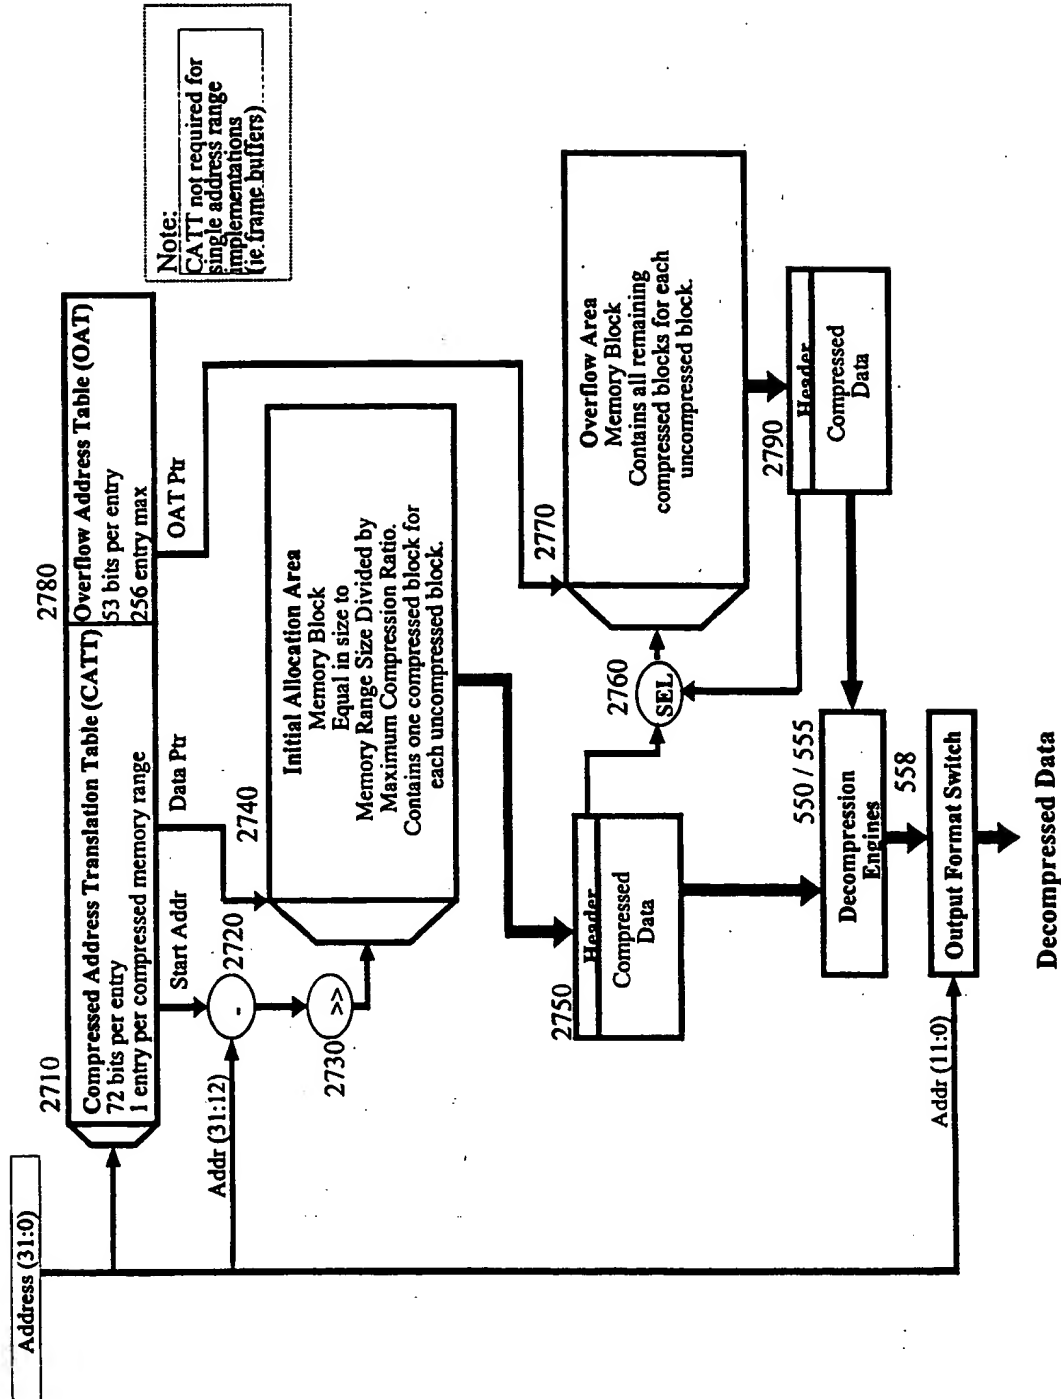 Address (31:0)
2710
2780
Compressed Address Translation Table (CATT)
72 bits per entry
1 entry per compressed memory range
Overflow Address Table (OAT)
53 bits per entry
256 entry max
Note:
CATT not required for
single address range
implementations
(ie frame buffers)
Addr (31:12)
Start Addr
Data Ptr
OAT Ptr
2720
-
2730
>>
2740
Initial Allocation Area
Memory Block
Equal in size to
Memory Range Size Divided by
Maximum Compression Ratio.
Contains one compressed block for
each uncompressed block.
2770
Overflow Area
Memory Block
Contains all remaining
compressed blocks for each
uncompressed block.
2760
SEL
2750
Header
Compressed
Data
2790
Header
Compressed
Data
550 / 555
Decompression
Engines
558
Addr (11:0)
Output Format Switch
Decompressed Data